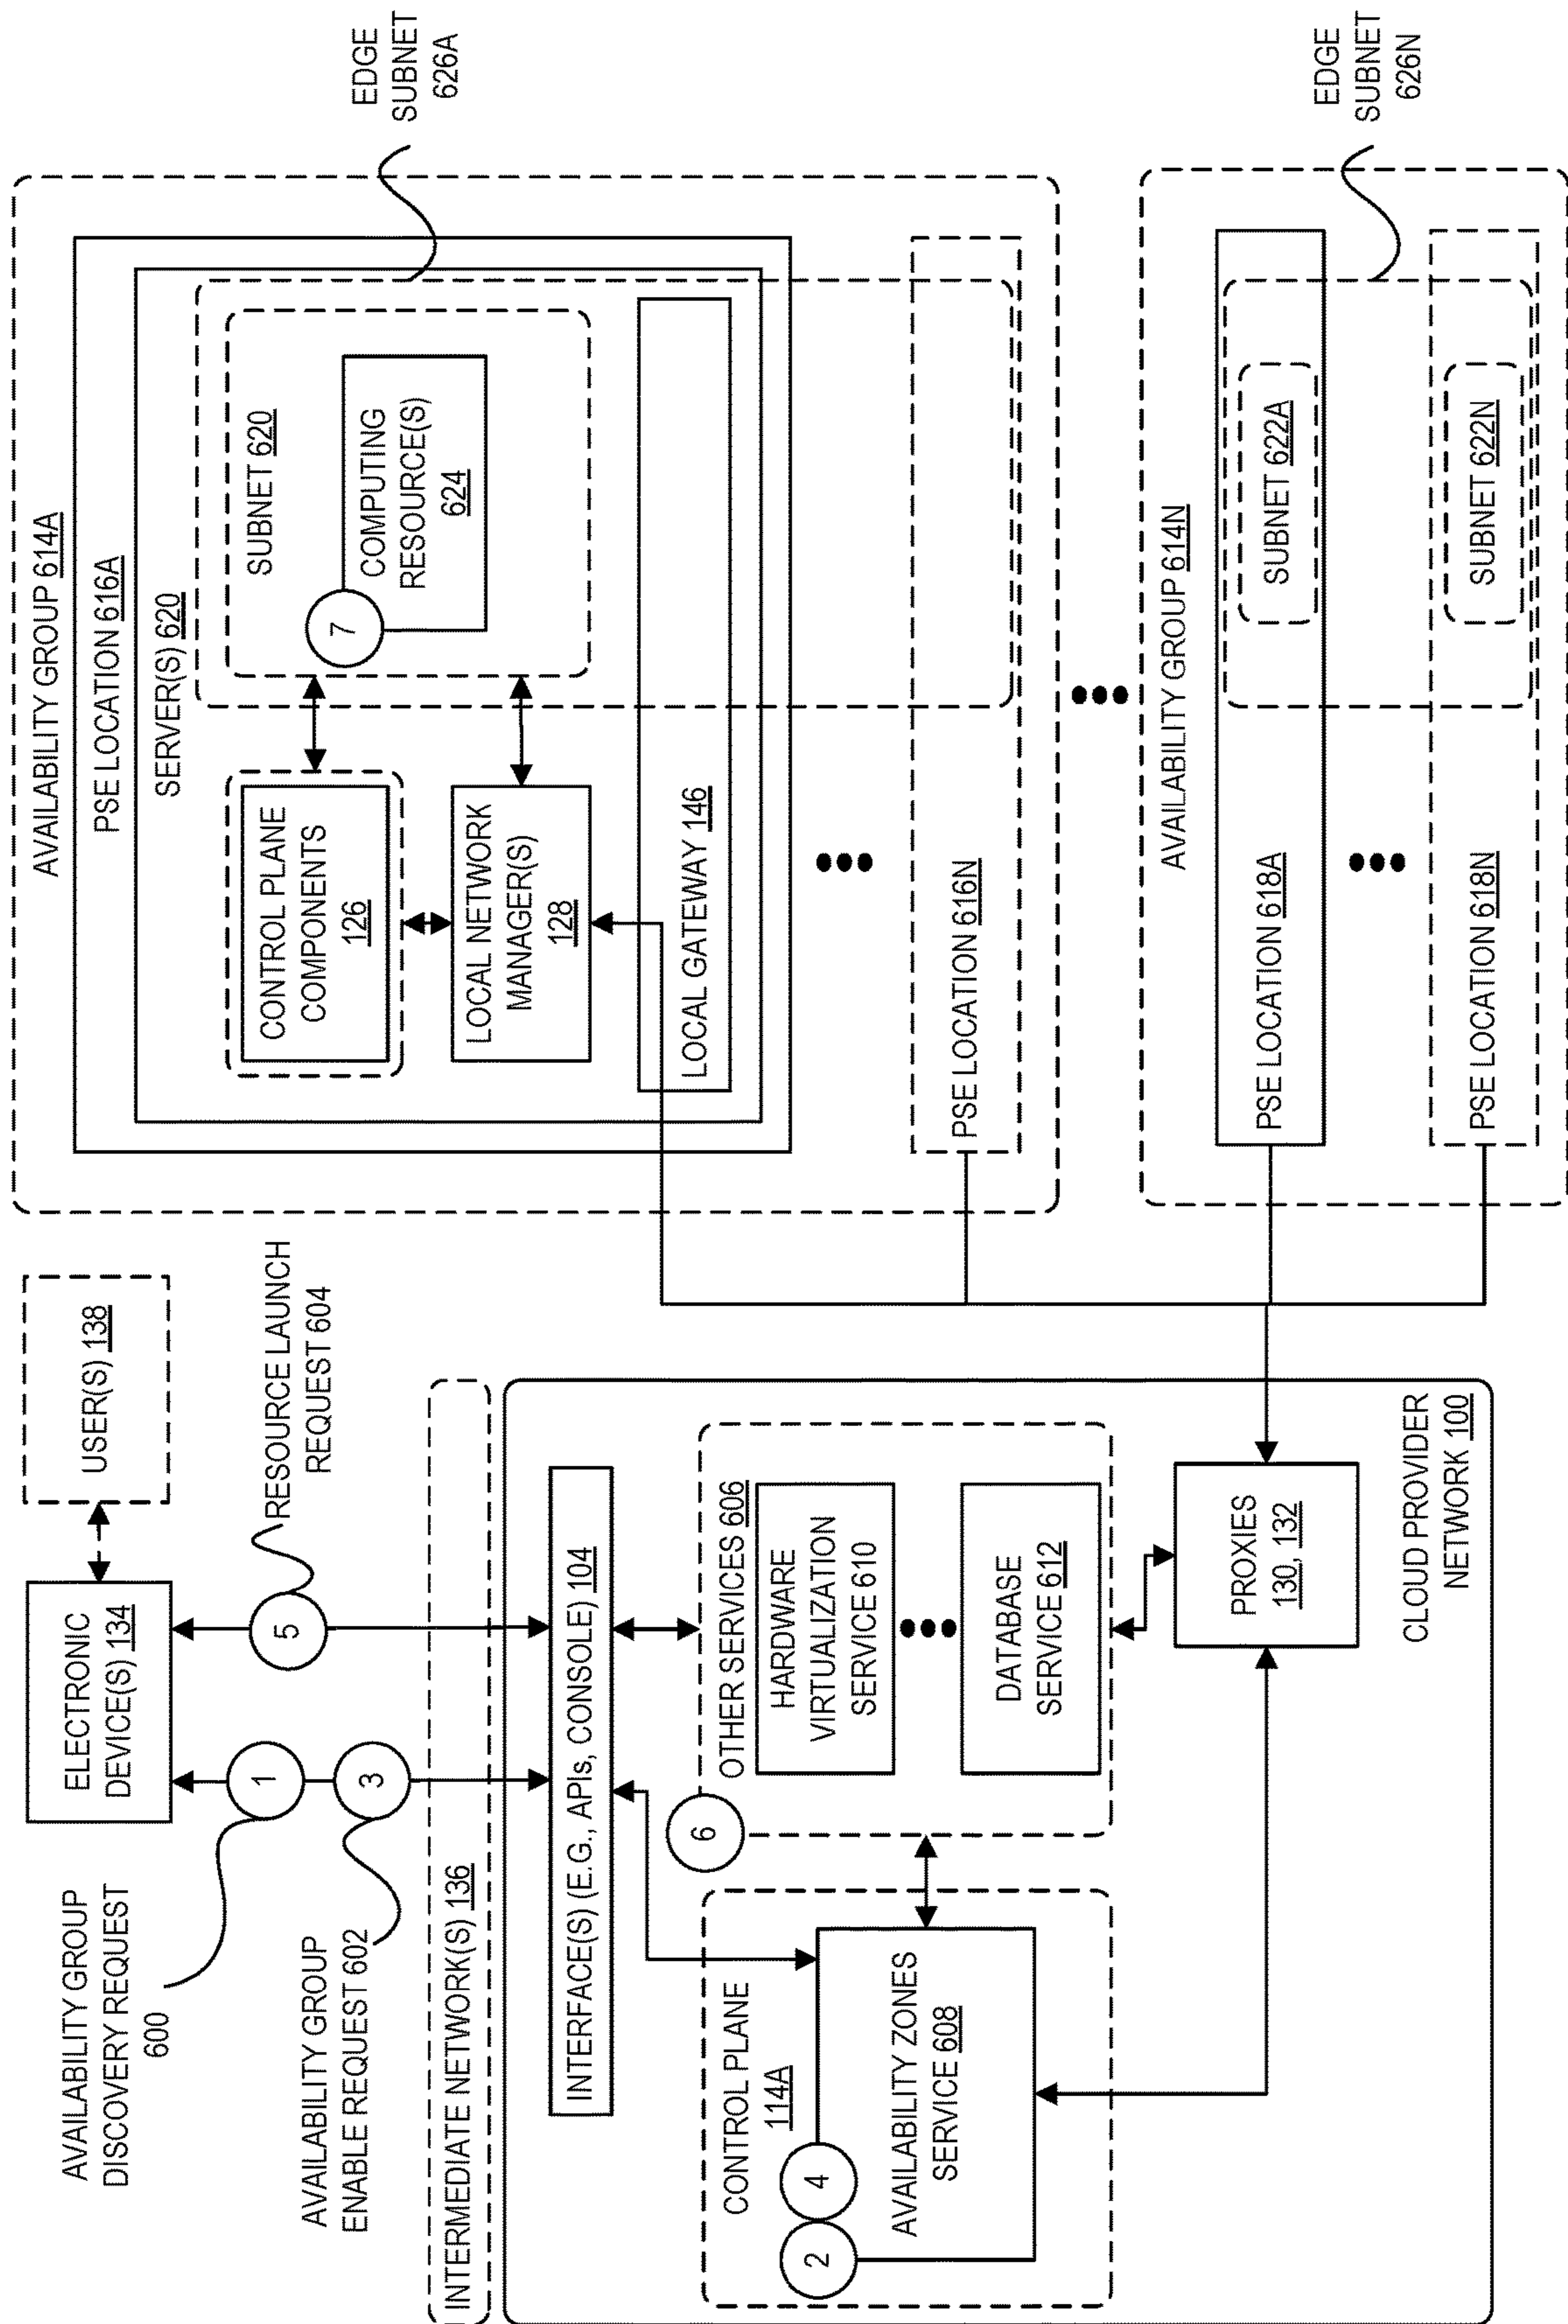 AVAILABILITY GROUP
DISCOVERY REQUEST
600
AVAILABILITY GROUP
ENABLE REQUEST 602
ELECTRONIC
DEVICE(S) 134
USER(S) 138
1
3
5
RESOURCE LAUNCH
REQUEST 604
INTERMEDIATE NETWORK(S) 136
INTERFACE(S) (E.G., APIs, CONSOLE) 104
CONTROL PLANE
114A
2
4
AVAILABILITY ZONES
SERVICE 608
6
OTHER SERVICES 606
HARDWARE
VIRTUALIZATION
SERVICE 610
DATABASE
SERVICE 612
PROXIES
130, 132
CLOUD PROVIDER
NETWORK 100
AVAILABILITY GROUP 614A
PSE LOCATION 616A
SERVER(S) 620
CONTROL PLANE
COMPONENTS
126
LOCAL NETWORK
MANAGER(S)
128
SUBNET 620
7
COMPUTING
RESOURCE(S)
624
LOCAL GATEWAY 146
PSE LOCATION 616N
EDGE
SUBNET
626A
AVAILABILITY GROUP 614N
PSE LOCATION 618A
SUBNET 622A
PSE LOCATION 618N
SUBNET 622N
EDGE
SUBNET
626N